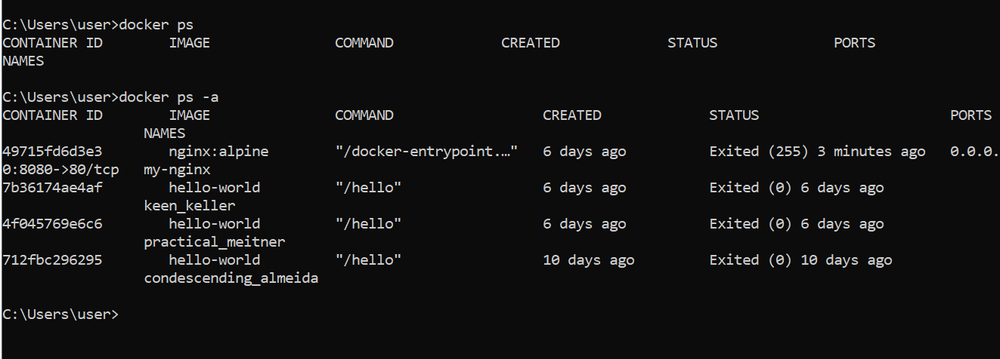 C:\Users\user>docker ps
CONTAINER ID        IMAGE               COMMAND             CREATED             STATUS              PORTS
NAMES
C:\Users\user>docker ps -a
CONTAINER ID        IMAGE               COMMAND                  CREATED             STATUS                       PORTS
                 NAMES
49715fd6d3e3        nginx:alpine        "/docker-entrypoint.…"   6 days ago          Exited (255) 3 minutes ago   0.0.0.
0:8080->80/tcp   my-nginx
7b36174ae4af        hello-world         "/hello"                 6 days ago          Exited (0) 6 days ago
                 keen_keller
4f045769e6c6        hello-world         "/hello"                 6 days ago          Exited (0) 6 days ago
                 practical_meitner
712fbc296295        hello-world         "/hello"                 10 days ago         Exited (0) 10 days ago
                 condescending_almeida
C:\Users\user>